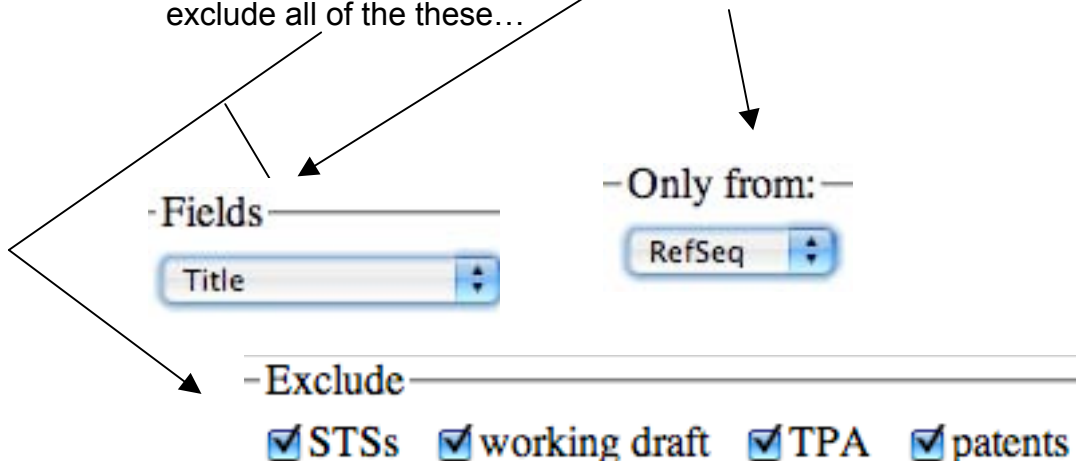 exclude all of the these…
Fields
Only from:
Title
RefSeq
Exclude
STSs working draft TPA patents